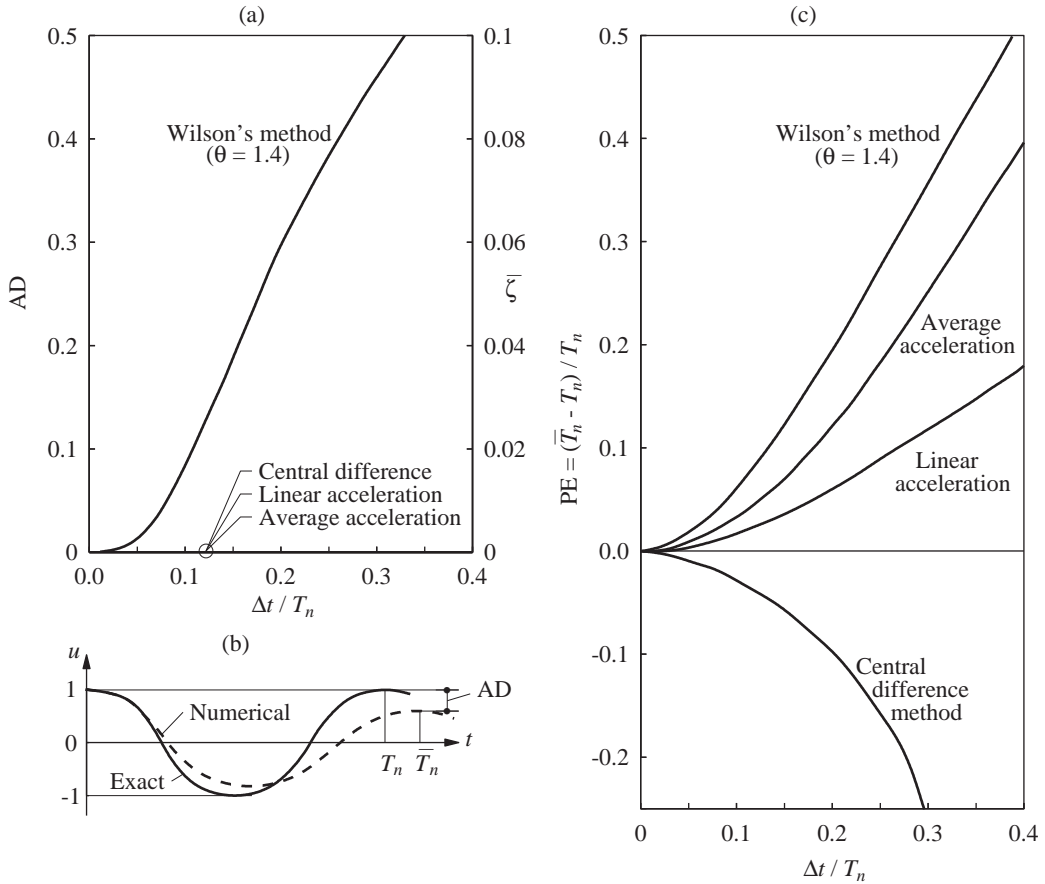 (a)
0.5
0.4
0.3
0.2
0.1
0
AD
0.1
0.08
0.06
0.04
0.02
0
ζ̅
Wilson's method
(θ = 1.4)
Central difference
Linear acceleration
Average acceleration
0.0
0.1
0.2
0.3
0.4
Δt / Tₙ
(b)
u
1
0
-1
Numerical
Exact
AD
t
Tₙ
T̅ₙ
(c)
0.5
0.4
0.3
0.2
0.1
0.0
-0.1
-0.2
PE = (T̅ₙ - Tₙ) / Tₙ
Wilson's method
(θ = 1.4)
Average
acceleration
Linear
acceleration
Central
difference
method
0
0.1
0.2
0.3
0.4
Δt / Tₙ